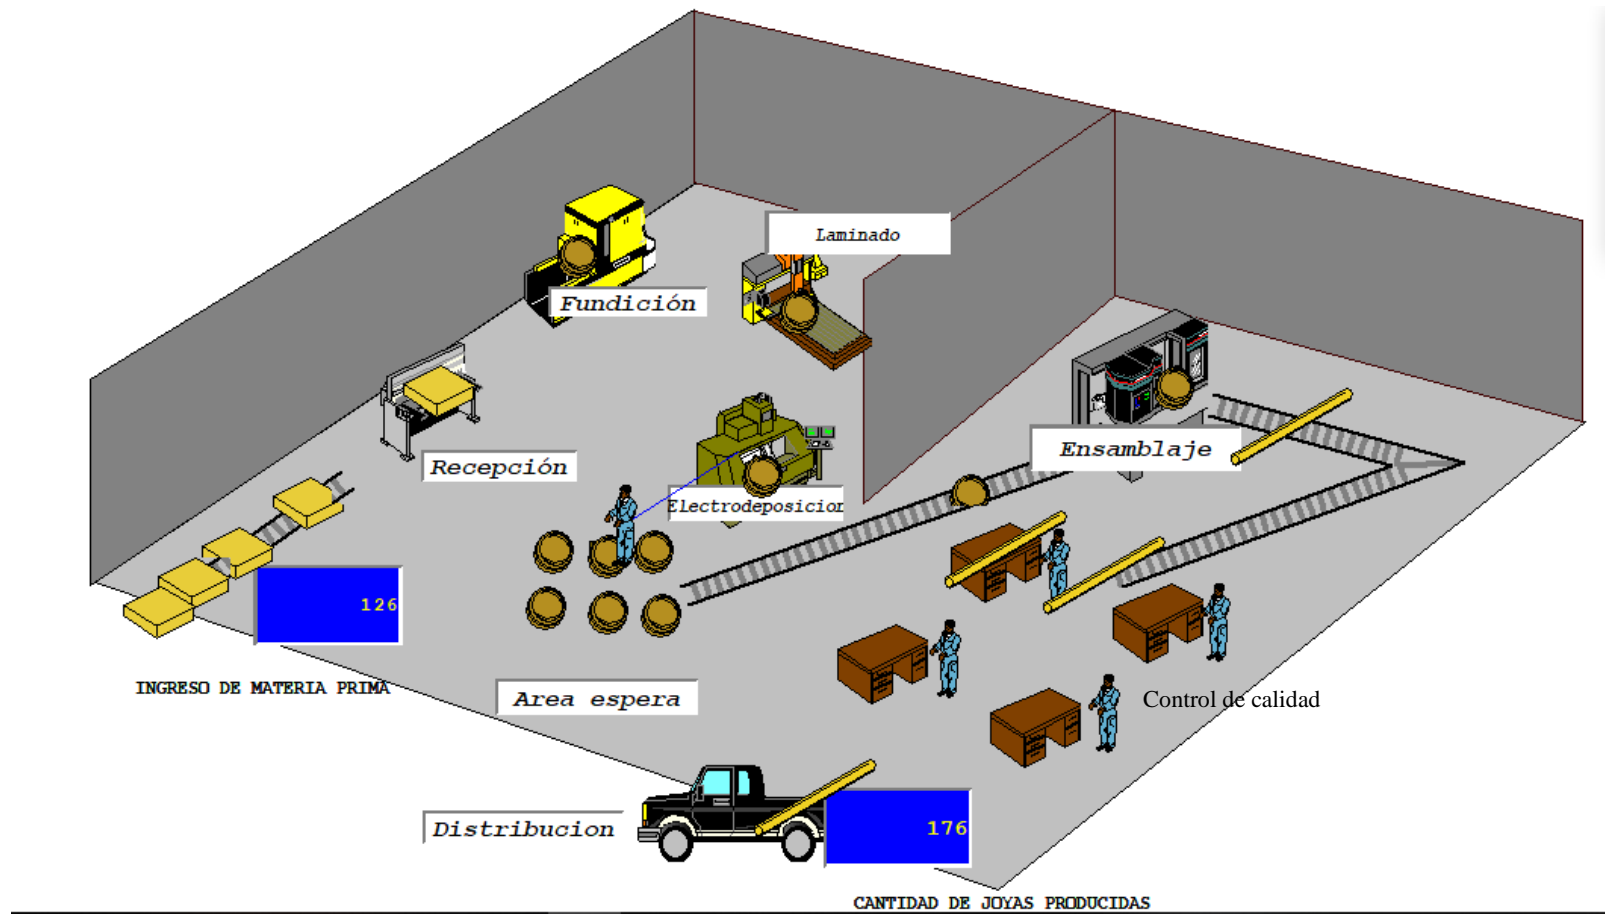 Laminado
Fundición
Ensamblaje
Recepción
Electrodeposicion
126
INGRESO DE MATERIA PRIMA
Area espera
Control de calidad
Distribucion
176
CANTIDAD DE JOYAS PRODUCIDAS